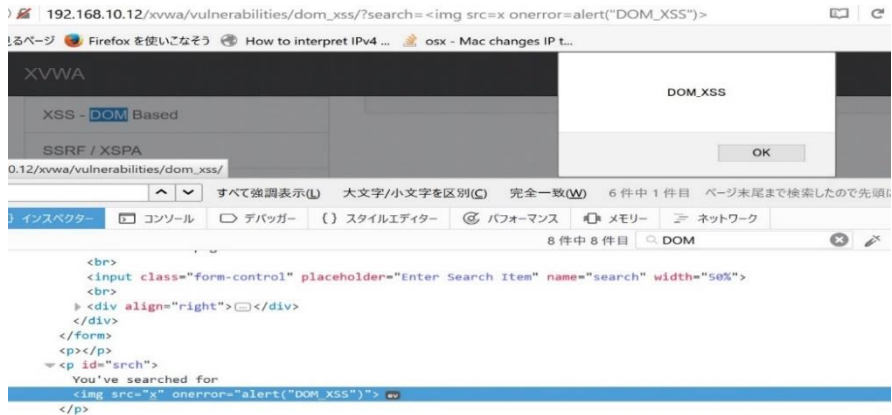 192.168.10.12/xvwa/vulnerabilities/dom_xss/?search=<img src=x onerror=alert("DOM_XSS")>
るページ Firefox を使いこなそう How to interpret IPv4 ... osx - Mac changes IP t...
XVWA
DOM_XSS
XSS - DOM Based
SSRF / XSPA
OK
0.12/xvwa/vulnerabilities/dom_xss/
すべて強調表示(L) 大文字/小文字を区別(C) 完全一致(W) 6 件中 1 件目 ページ末尾まで検索したので先頭に
インスペクター コンソール デバッガー {} スタイルエディター パフォーマンス メモリー ネットワーク
8 件中 8 件目 DOM
<br>
<input class="form-control" placeholder="Enter Search Item" name="search" width="50%">
<br>
<div align="right"></div>
</div>
</form>
<p></p>
<p id="srch">
You've searched for
<img src="x" onerror="alert("DOM_XSS")"> ev
</p>